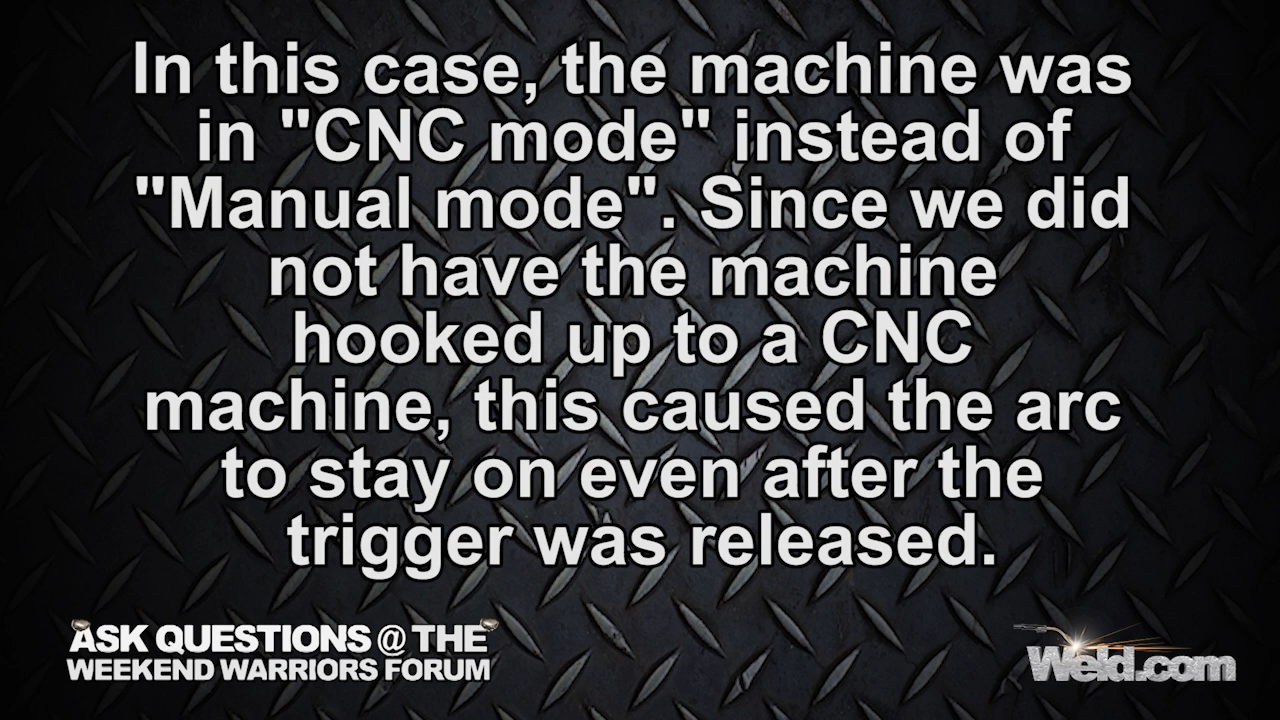 In this case, the machine was
in "CNC mode" instead of
"Manual mode". Since we did
not have the machine
hooked up to a CNC
machine, this caused the arc
to stay on even after the
trigger was released.
ASK QUESTIONS @ THE
WEEKEND WARRIORS FORUM
Weld.com